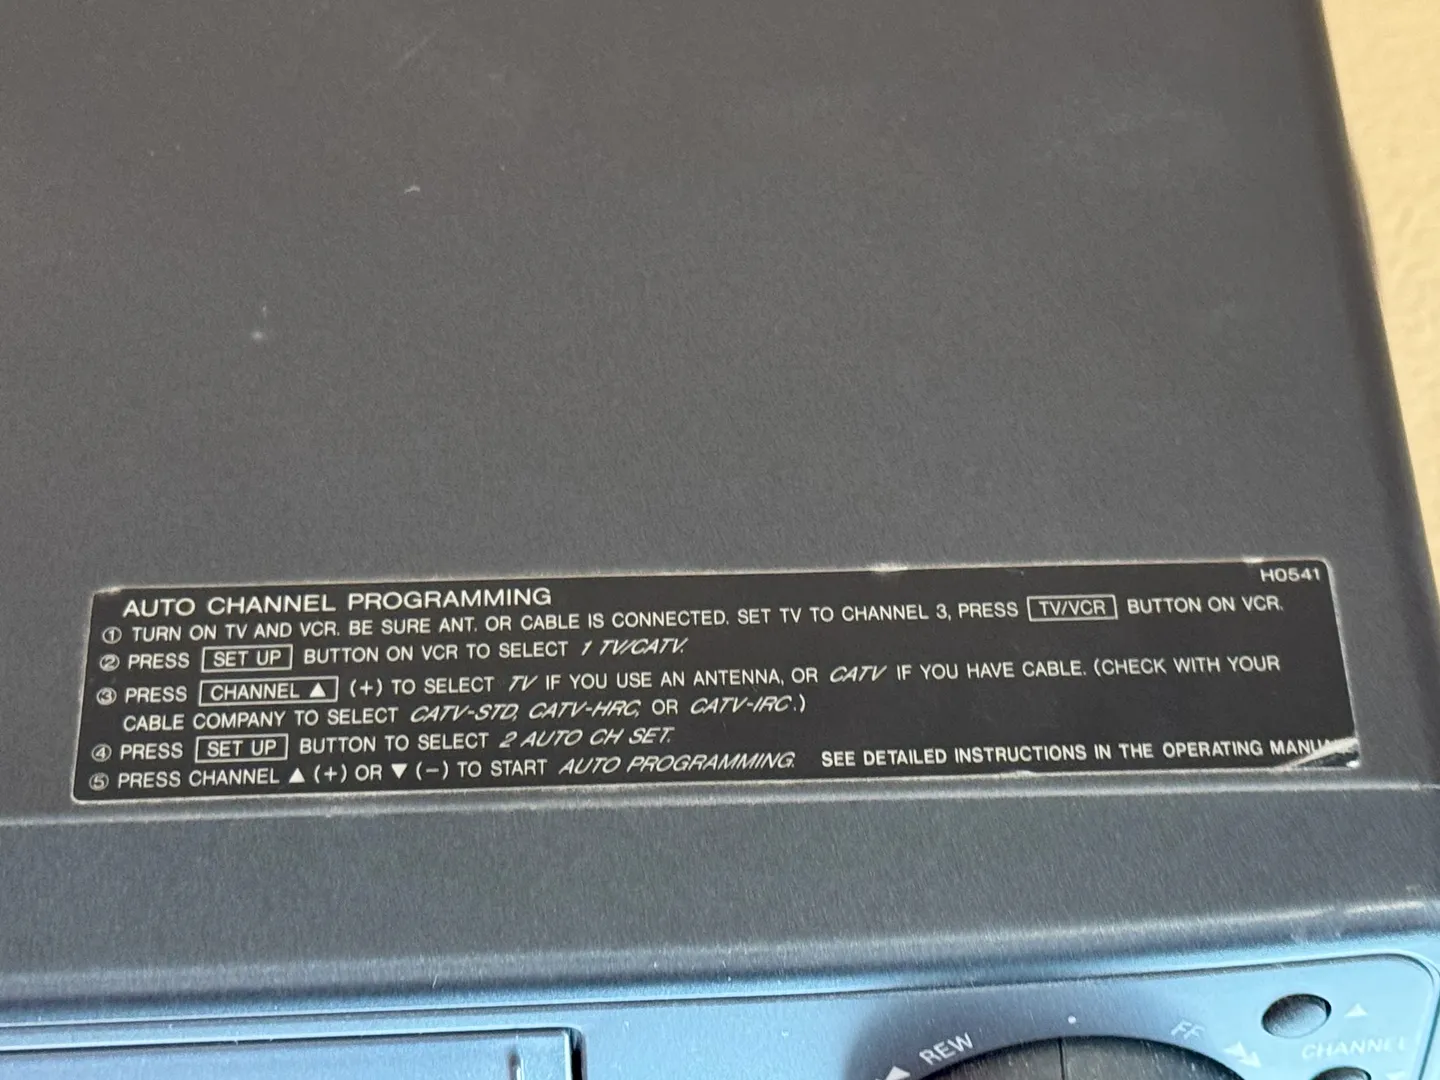 H0541
AUTO CHANNEL PROGRAMMING
① TURN ON TV AND VCR. BE SURE ANT. OR CABLE IS CONNECTED. SET TV TO CHANNEL 3, PRESS TV/VCR BUTTON ON VCR.
② PRESS SET UP BUTTON ON VCR TO SELECT 1 TV/CATV.
③ PRESS CHANNEL ▲ (+) TO SELECT TV IF YOU USE AN ANTENNA, OR CATV IF YOU HAVE CABLE. (CHECK WITH YOUR
CABLE COMPANY TO SELECT CATV-STD, CATV-HRC, OR CATV-IRC.)
④ PRESS SET UP BUTTON TO SELECT 2 AUTO CH SET.
⑤ PRESS CHANNEL ▲ (+) OR ▼ (−) TO START AUTO PROGRAMMING. SEE DETAILED INSTRUCTIONS IN THE OPERATING
REW
FF
CHANNEL